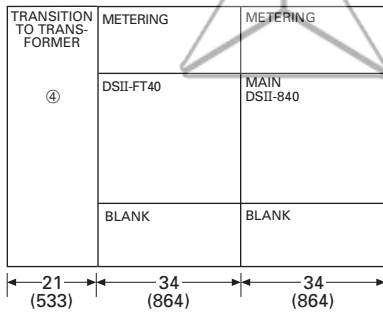 TRANSITION
TO TRANS-
FORMER
④
METERING
DSII-FT40
BLANK
METERING
MAIN
DSII-840
BLANK
21
(533)
34
(864)
34
(864)